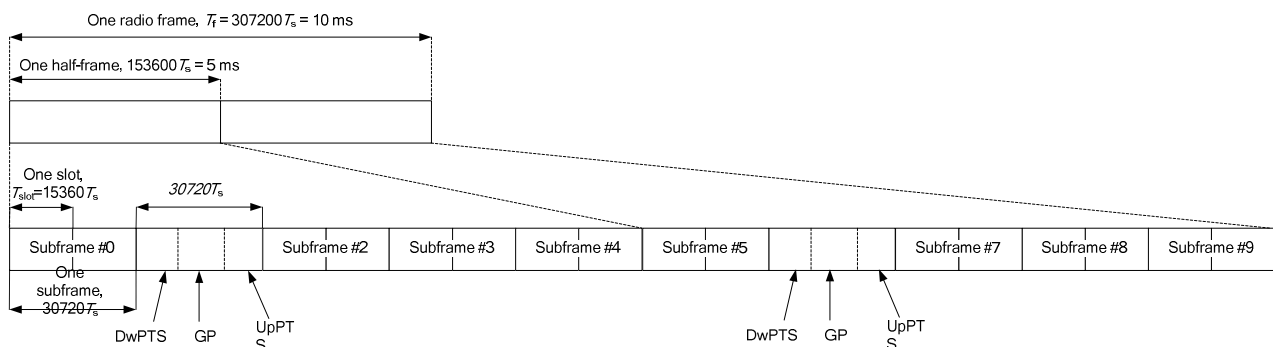 One radio frame, Tf = 307200Ts = 10 ms
One half-frame, 153600Ts = 5 ms
One slot,
Tslot=15360Ts
30720Ts
Subframe #0
Subframe #2
Subframe #3
Subframe #4
Subframe #5
Subframe #7
Subframe #8
Subframe #9
One
subframe,
30720Ts
DwPTS
GP
UpPT
S
DwPTS
GP
UpPT
S